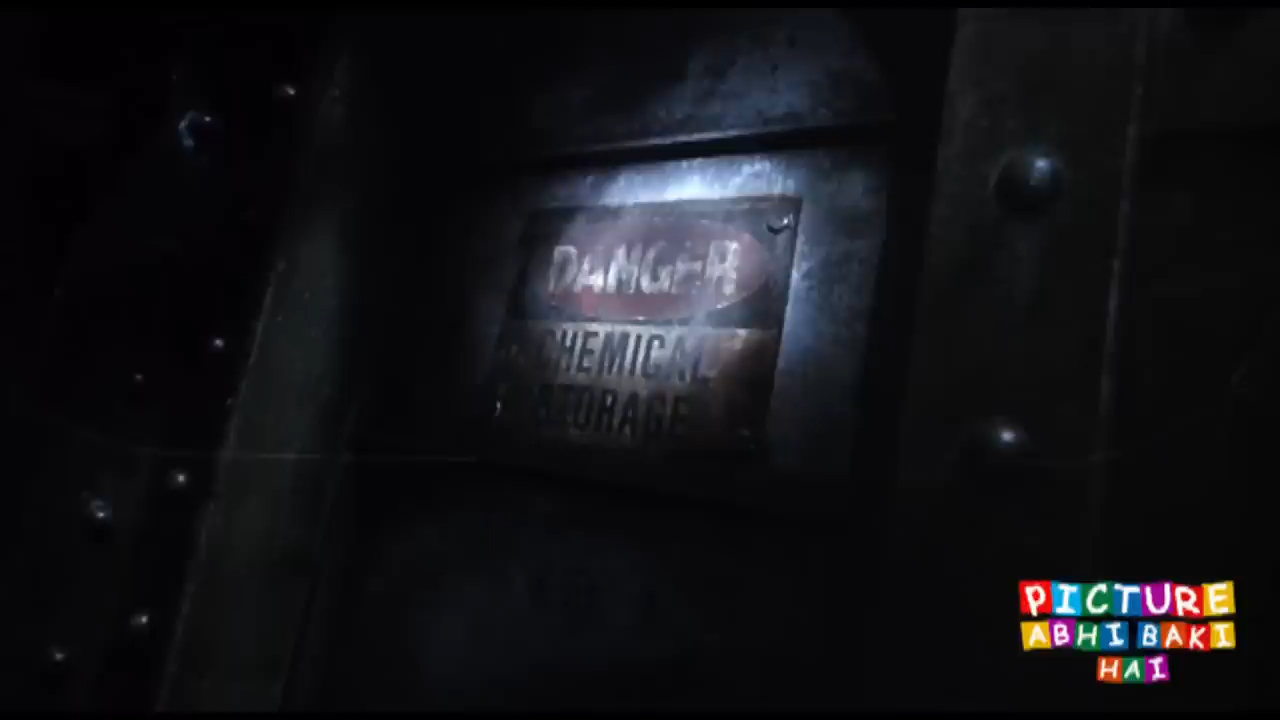 DANGER
CHEMICAL
STORAGE
PICTURE
ABHI BAKI
HAI